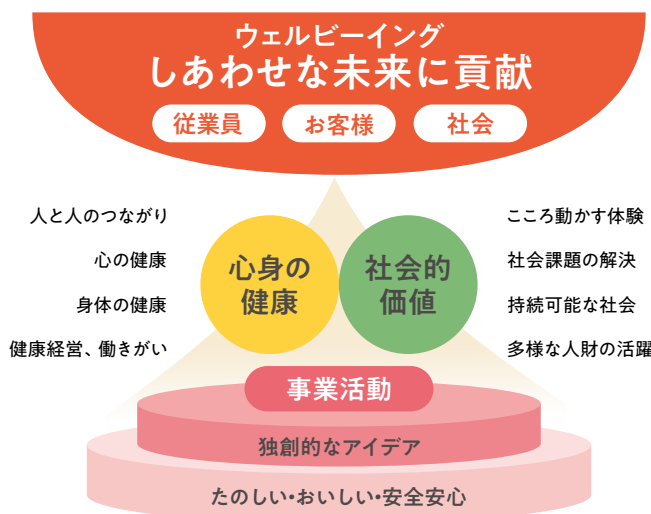 ウェルビーイング
しあわせな未来に貢献
従業員
お客様
社会
人と人のつながり
心の健康
身体の健康
健康経営、働きがい
心身の
健康
社会的
価値
こころ動かす体験
社会課題の解決
持続可能な社会
多様な人財の活躍
事業活動
独創的なアイデア
たのしい・おいしい・安全安心